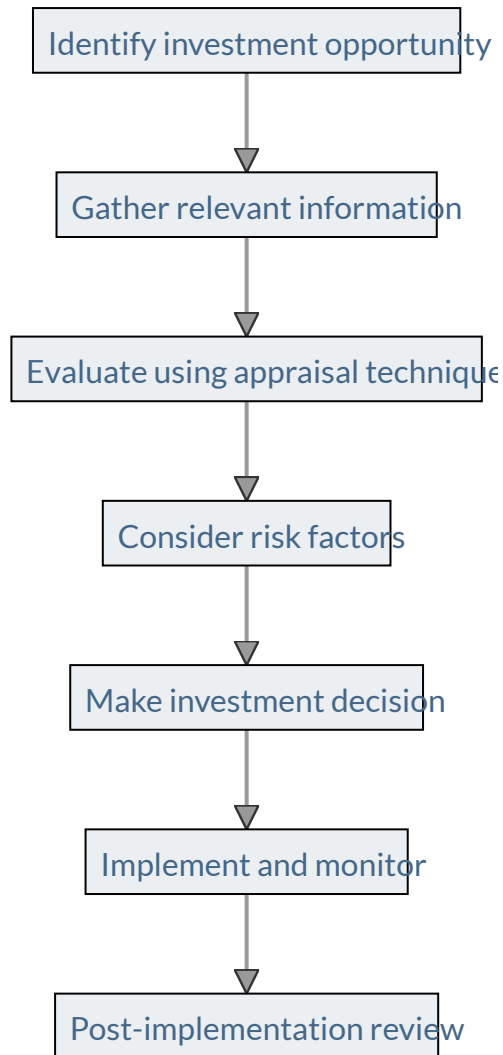 Identify investment opportunity
Gather relevant information
Evaluate using appraisal technique
Consider risk factors
Make investment decision
Implement and monitor
Post-implementation review